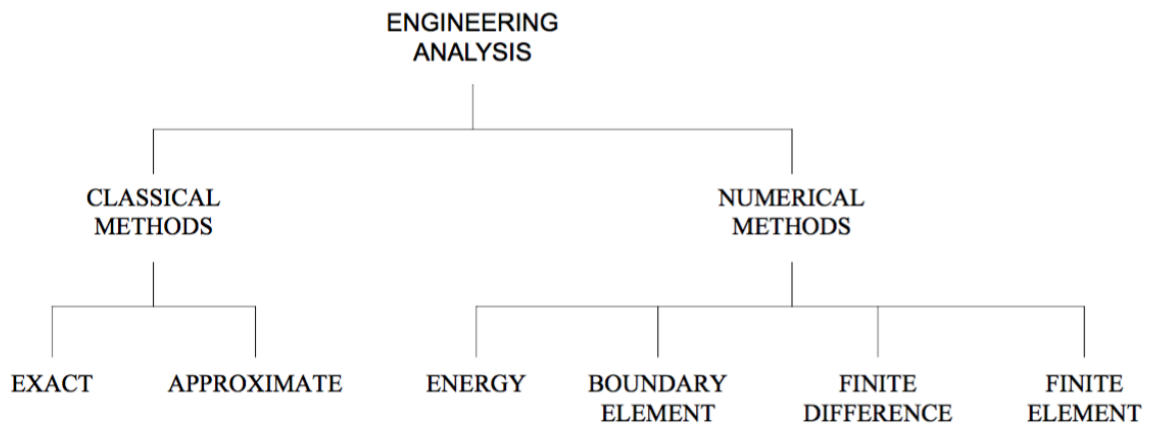 ENGINEERING
ANALYSIS
CLASSICAL
METHODS
NUMERICAL
METHODS
EXACT
APPROXIMATE
ENERGY
BOUNDARY
ELEMENT
FINITE
DIFFERENCE
FINITE
ELEMENT